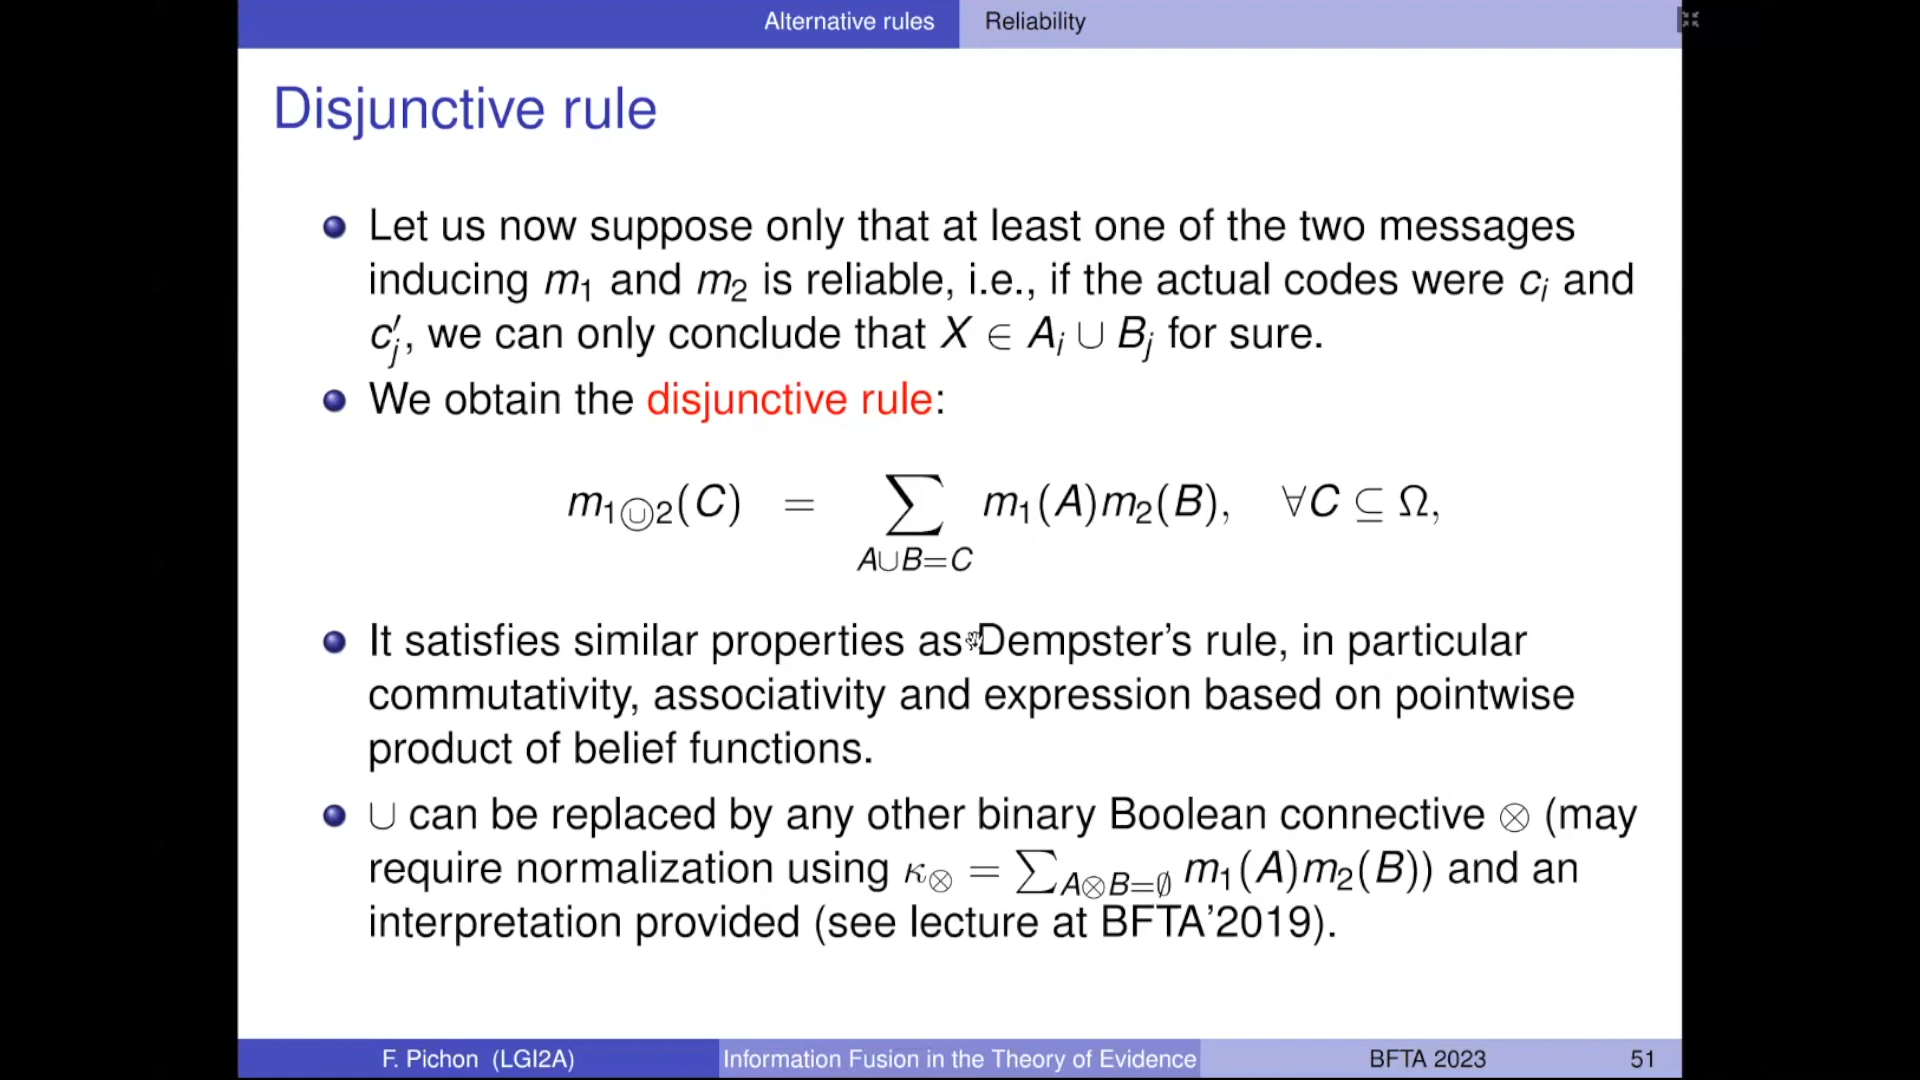 Alternative rules Reliability
Disjunctive rule
Let us now suppose only that at least one of the two messages
inducing m₁ and m₂ is reliable, i.e., if the actual codes were cᵢ and
c′ⱼ, we can only conclude that X ∈ Aᵢ ∪ Bⱼ for sure.
We obtain the disjunctive rule:
m₁⊚₂(C) = ∑ m₁(A)m₂(B), ∀C ⊆ Ω,
A∪B=C
It satisfies similar properties as Dempster's rule, in particular
commutativity, associativity and expression based on pointwise
product of belief functions.
∪ can be replaced by any other binary Boolean connective ⊗ (may
require normalization using κ⊗ = ∑A⊗B=∅ m₁(A)m₂(B)) and an
interpretation provided (see lecture at BFTA'2019).
F. Pichon (LGI2A) Information Fusion in the Theory of Evidence BFTA 2023 51